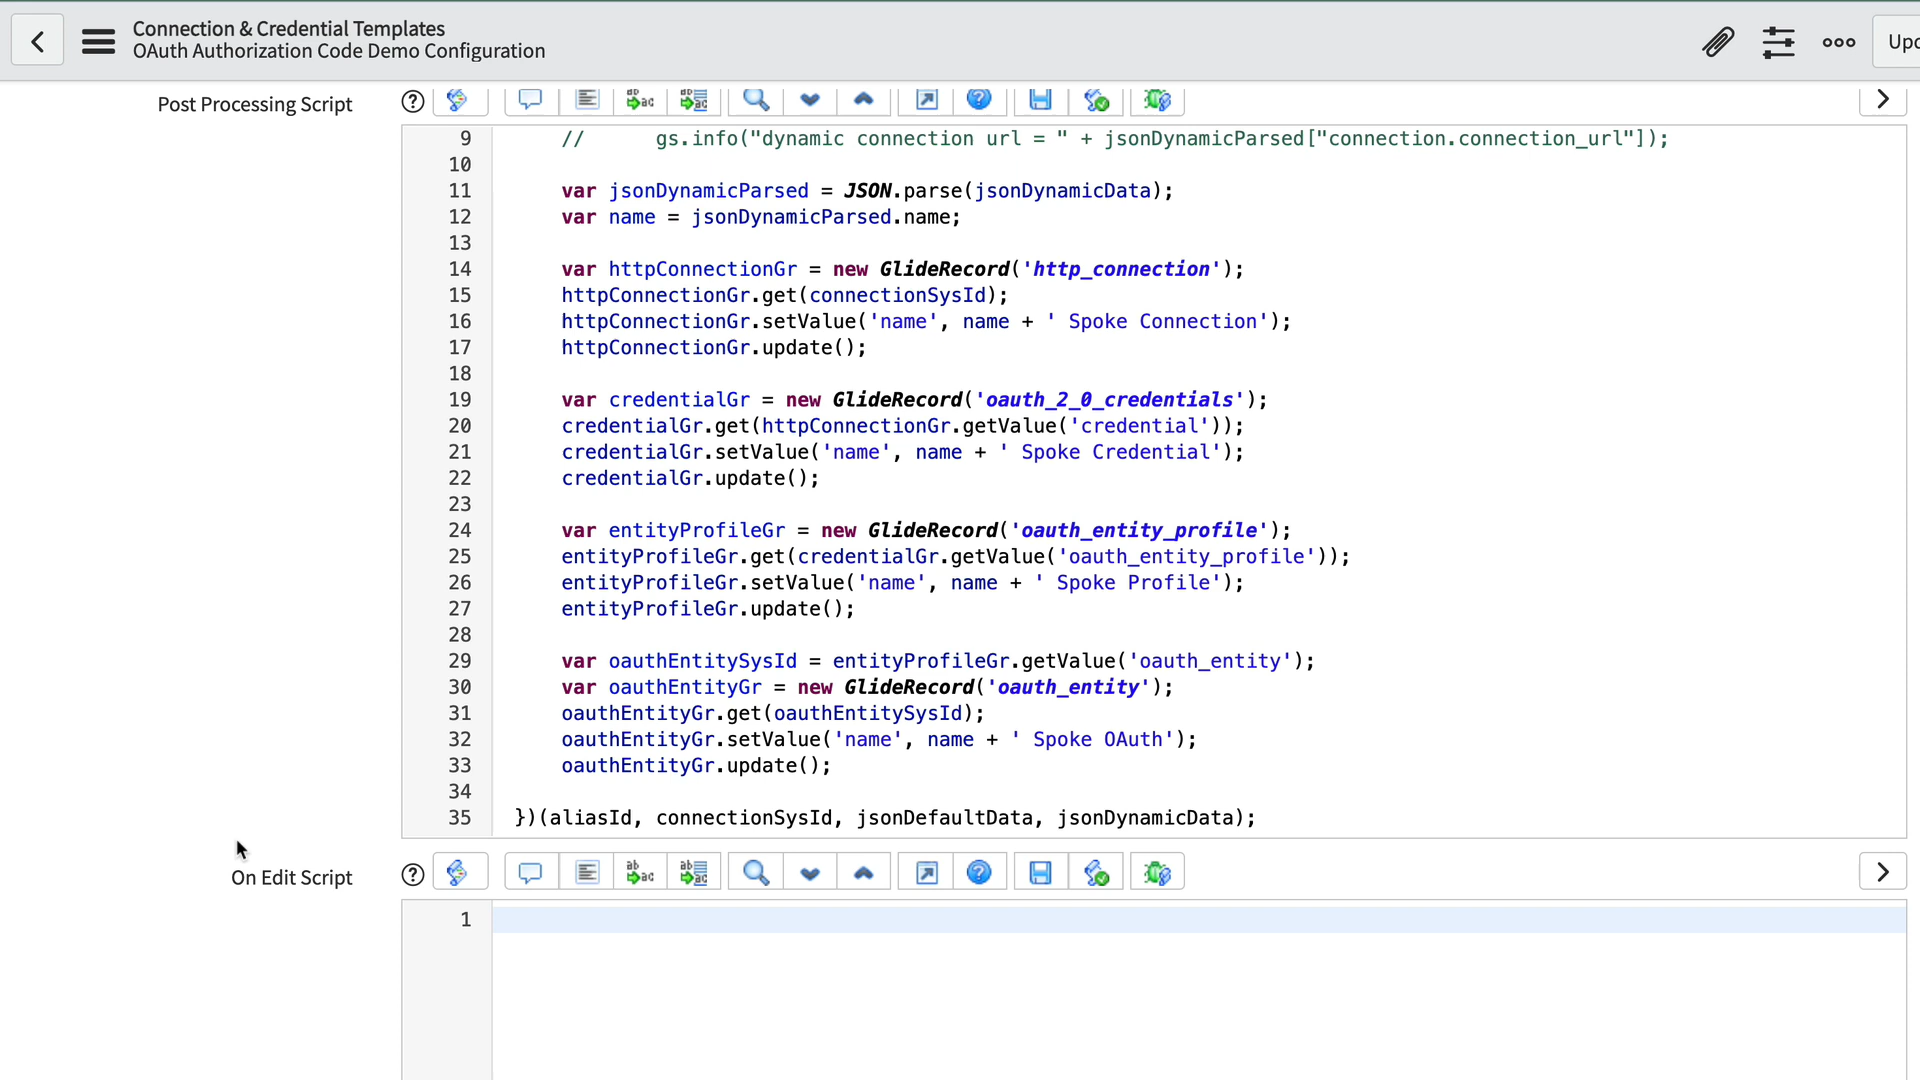 Connection & Credential Templates
OAuth Authorization Code Demo Configuration
Post Processing Script
9 // gs.info("dynamic connection url = " + jsonDynamicParsed["connection.connection_url"]);
10
11 var jsonDynamicParsed = JSON.parse(jsonDynamicData);
12 var name = jsonDynamicParsed.name;
13
14 var httpConnectionGr = new GlideRecord('http_connection');
15 httpConnectionGr.get(connectionSysId);
16 httpConnectionGr.setValue('name', name + ' Spoke Connection');
17 httpConnectionGr.update();
18
19 var credentialGr = new GlideRecord('oauth_2_0_credentials');
20 credentialGr.get(httpConnectionGr.getValue('credential'));
21 credentialGr.setValue('name', name + ' Spoke Credential');
22 credentialGr.update();
23
24 var entityProfileGr = new GlideRecord('oauth_entity_profile');
25 entityProfileGr.get(credentialGr.getValue('oauth_entity_profile'));
26 entityProfileGr.setValue('name', name + ' Spoke Profile');
27 entityProfileGr.update();
28
29 var oauthEntitySysId = entityProfileGr.getValue('oauth_entity');
30 var oauthEntityGr = new GlideRecord('oauth_entity');
31 oauthEntityGr.get(oauthEntitySysId);
32 oauthEntityGr.setValue('name', name + ' Spoke OAuth');
33 oauthEntityGr.update();
34
35 })(aliasId, connectionSysId, jsonDefaultData, jsonDynamicData);
On Edit Script
1